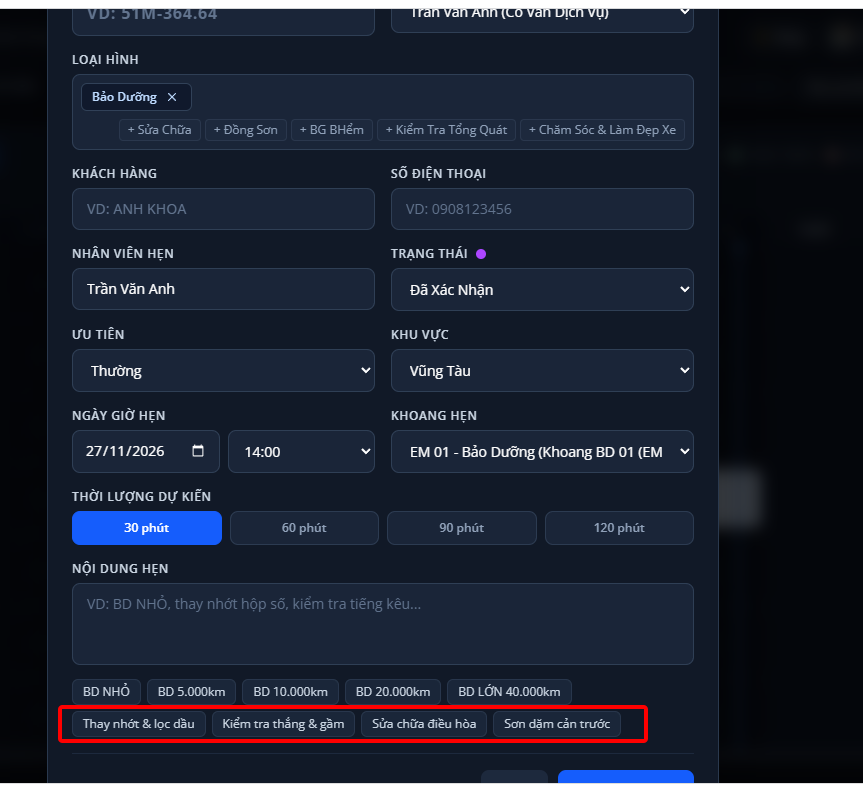 VD: 51M-364.64
Trần Văn Anh (Cố Vấn Dịch Vụ)
LOẠI HÌNH
Bảo Dưỡng ×
+ Sửa Chữa + Đồng Sơn + BG BHểm + Kiểm Tra Tổng Quát + Chăm Sóc & Làm Đẹp Xe
KHÁCH HÀNG SỐ ĐIỆN THOẠI
VD: ANH KHOA VD: 0908123456
NHÂN VIÊN HẸN TRẠNG THÁI
Trần Văn Anh Đã Xác Nhận
ƯU TIÊN KHU VỰC
Thường Vũng Tàu
NGÀY GIỜ HẸN KHOANG HẸN
27/11/2026 14:00 EM 01 - Bảo Dưỡng (Khoang BD 01 (EM
THỜI LƯỢNG DỰ KIẾN
30 phút 60 phút 90 phút 120 phút
NỘI DUNG HẸN
VD: BD NHỎ, thay nhớt hộp số, kiểm tra tiếng kêu...
BD NHỎ BD 5.000km BD 10.000km BD 20.000km BD LỚN 40.000km
Thay nhớt & lọc dầu Kiểm tra thắng & gầm Sửa chữa điều hòa Sơn dặm cản trước